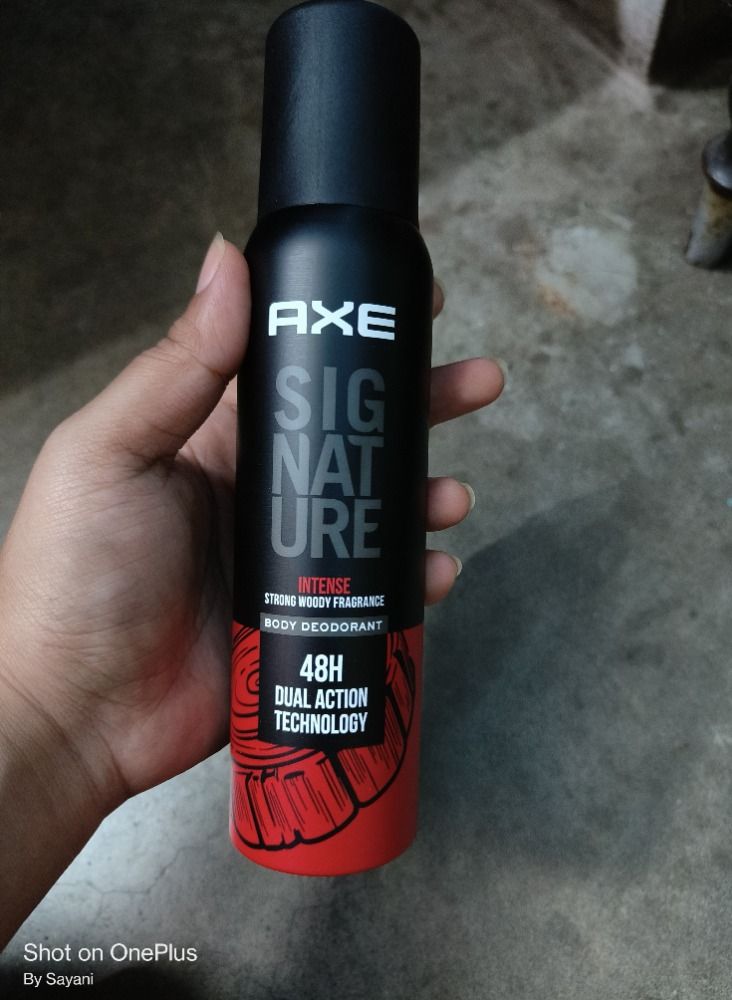 AXE
SIG
NAT
URE
INTENSE
STRONG WOODY FRAGRANCE
BODY DEODORANT
48H
DUAL ACTION
TECHNOLOGY
Shot on OnePlus
By Sayani